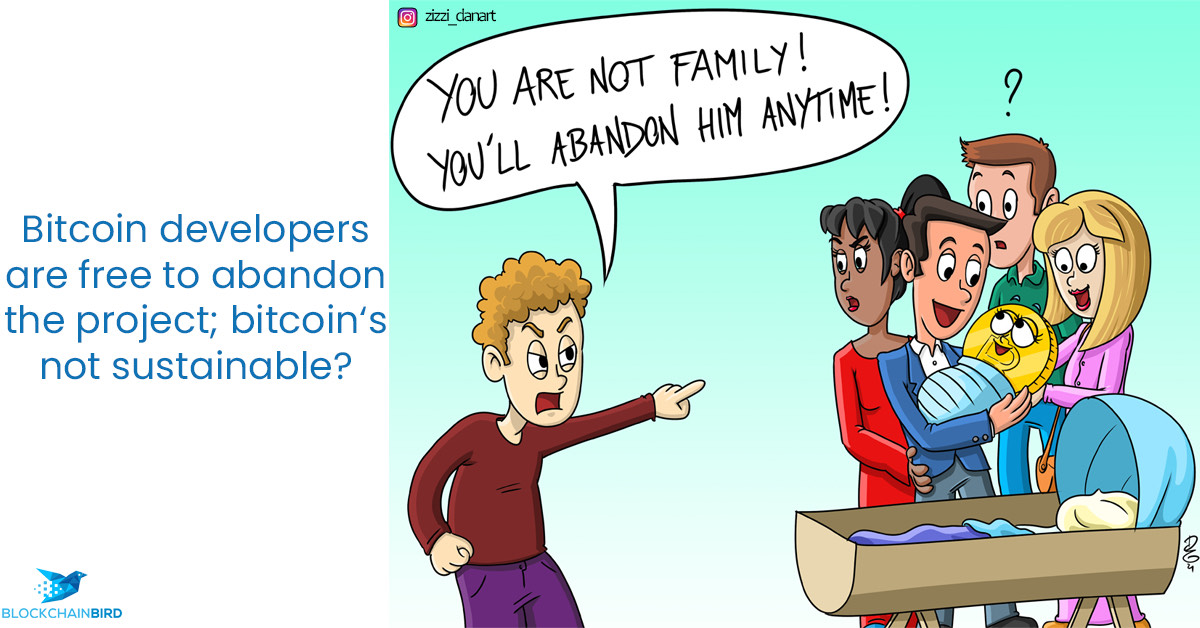 Bitcoin developers
are free to abandon
the project; bitcoin‘s
not sustainable?
BLOCKCHAINBIRD
zizzi_danart
YOU ARE NOT FAMILY!
YOU'LL ABANDON HIM ANYTIME!
?